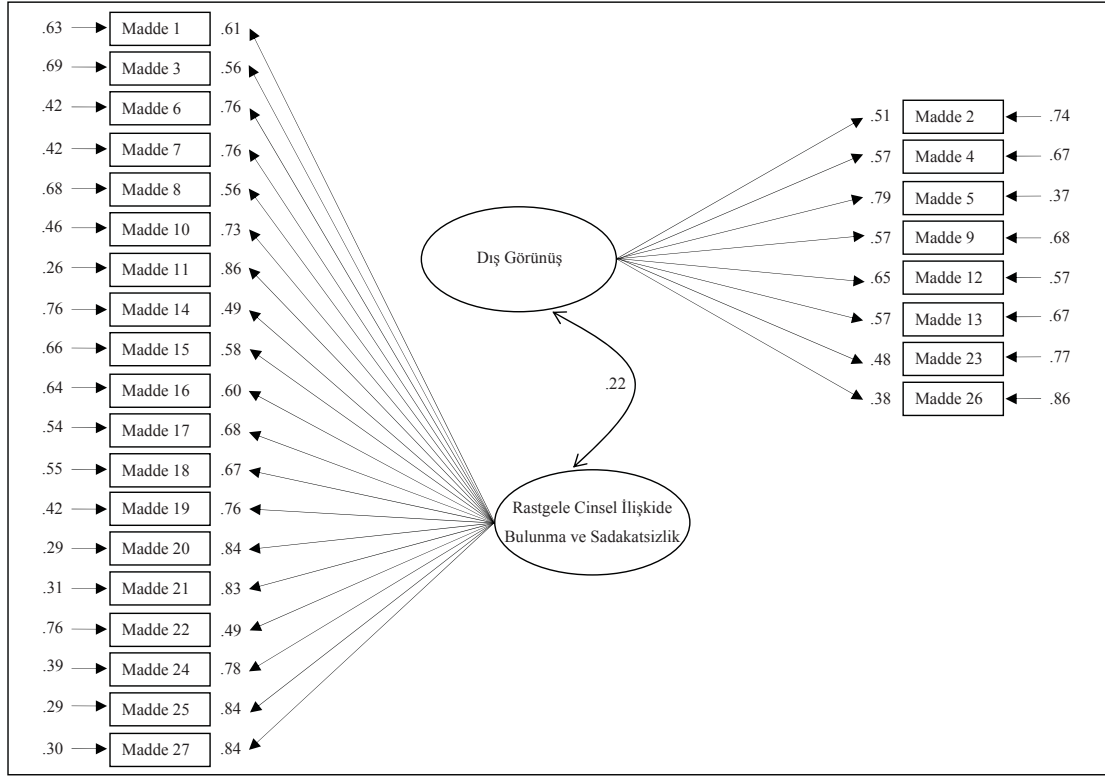 .63 Madde 1 .61
.69 Madde 3 .56
.42 Madde 6 .76
.42 Madde 7 .76
.68 Madde 8 .56
.46 Madde 10 .73
.26 Madde 11 .86
.76 Madde 14 .49
.66 Madde 15 .58
.64 Madde 16 .60
.54 Madde 17 .68
.55 Madde 18 .67
.42 Madde 19 .76
.29 Madde 20 .84
.31 Madde 21 .83
.76 Madde 22 .49
.39 Madde 24 .78
.29 Madde 25 .84
.30 Madde 27 .84
Dış Görünüş
.22
Rastgele Cinsel İlişkide
Bulunma ve Sadakatsizlik
.51 Madde 2 .74
.57 Madde 4 .67
.79 Madde 5 .37
.57 Madde 9 .68
.65 Madde 12 .57
.57 Madde 13 .67
.48 Madde 23 .77
.38 Madde 26 .86